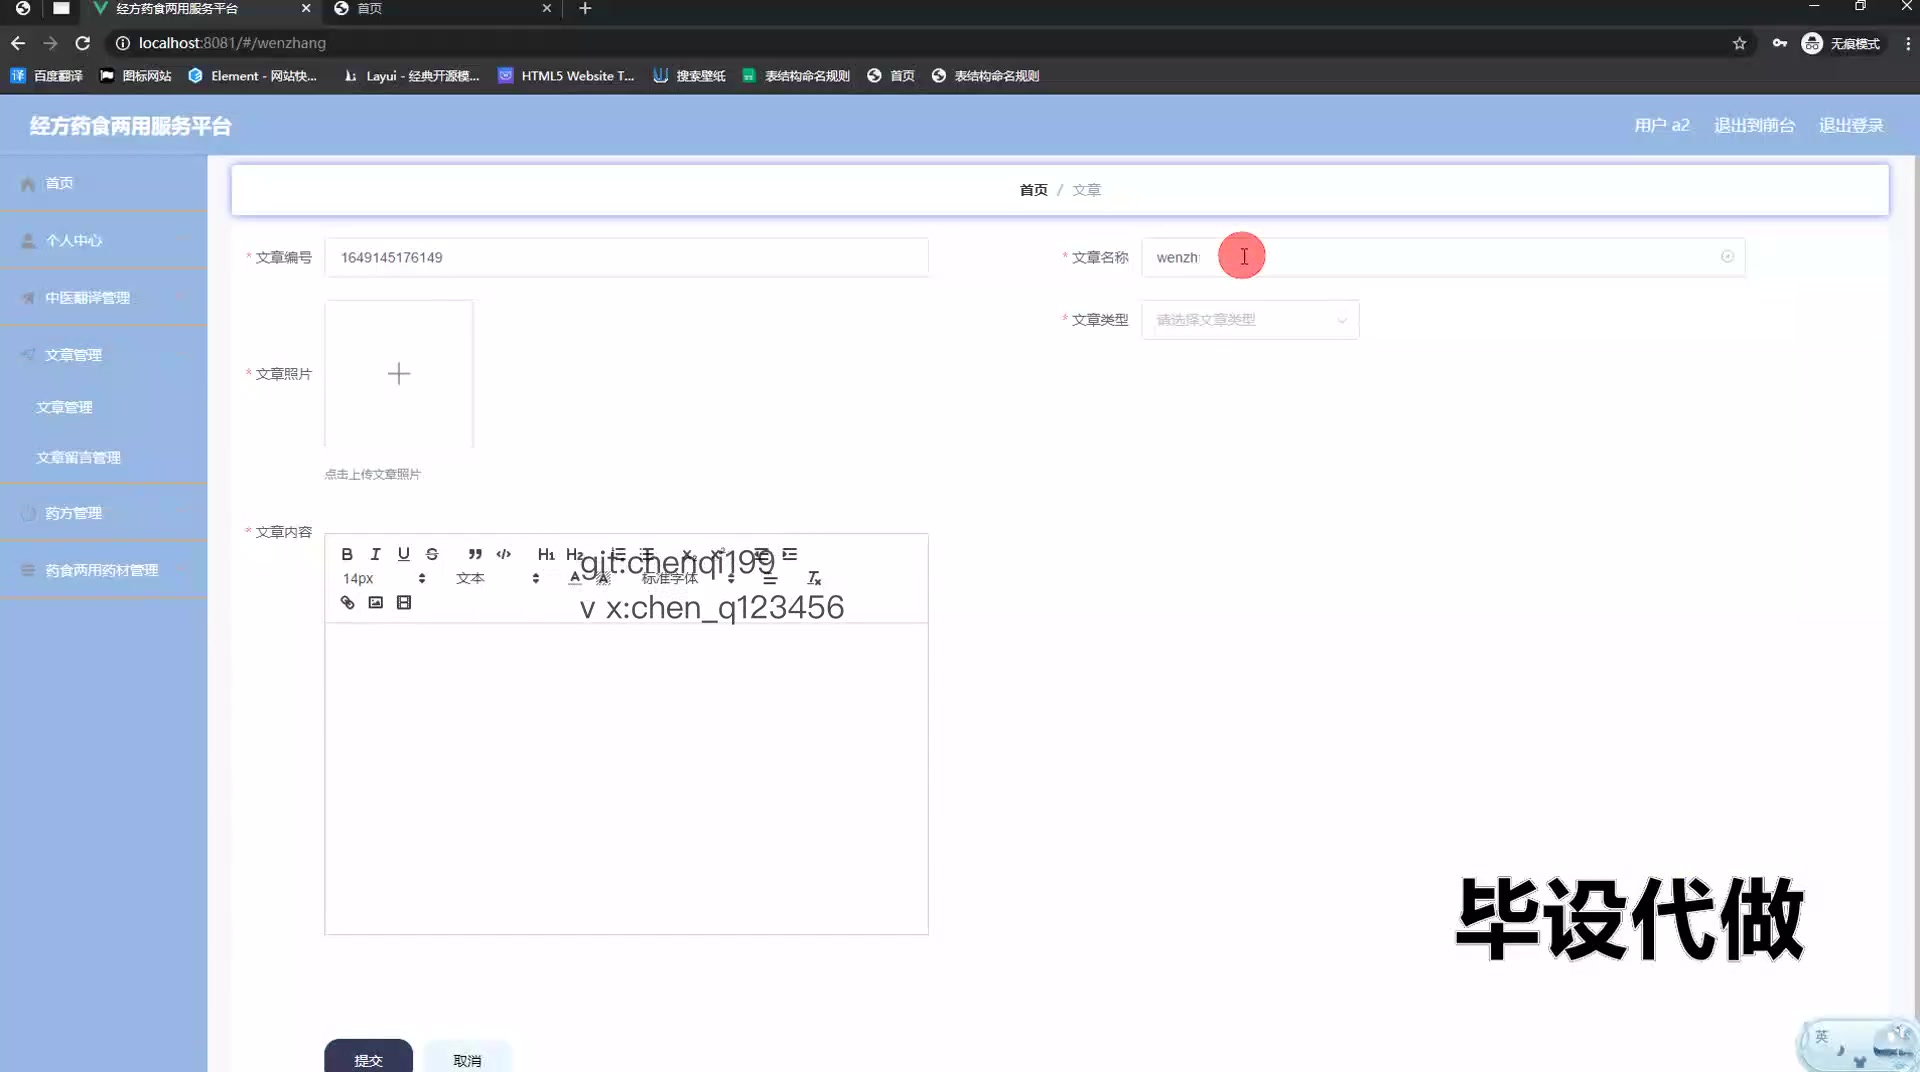 经方药食两用服务平台
首页
localhost:8081/#/wenzhang
无痕模式
百度翻译
图标网站
Element - 网站快...
Layui - 经典开源模...
HTML5 Website T...
搜索壁纸
表结构命名规则
首页
表结构命名规则
经方药食两用服务平台
用户 a2
退出到前台
退出登录
首页
个人中心
中医翻译管理
文章管理
文章管理
文章留言管理
药方管理
药食两用药材管理
首页 / 文章
* 文章编号 1649145176149
* 文章名称 wenzh
* 文章照片
* 文章类型 请选择文章类型
点击上传文章照片
* 文章内容
B I U S H1 H2
14px 文本 标准字体
git:chenqi199
v x:chen_q123456
毕设代做
提交
取消
英